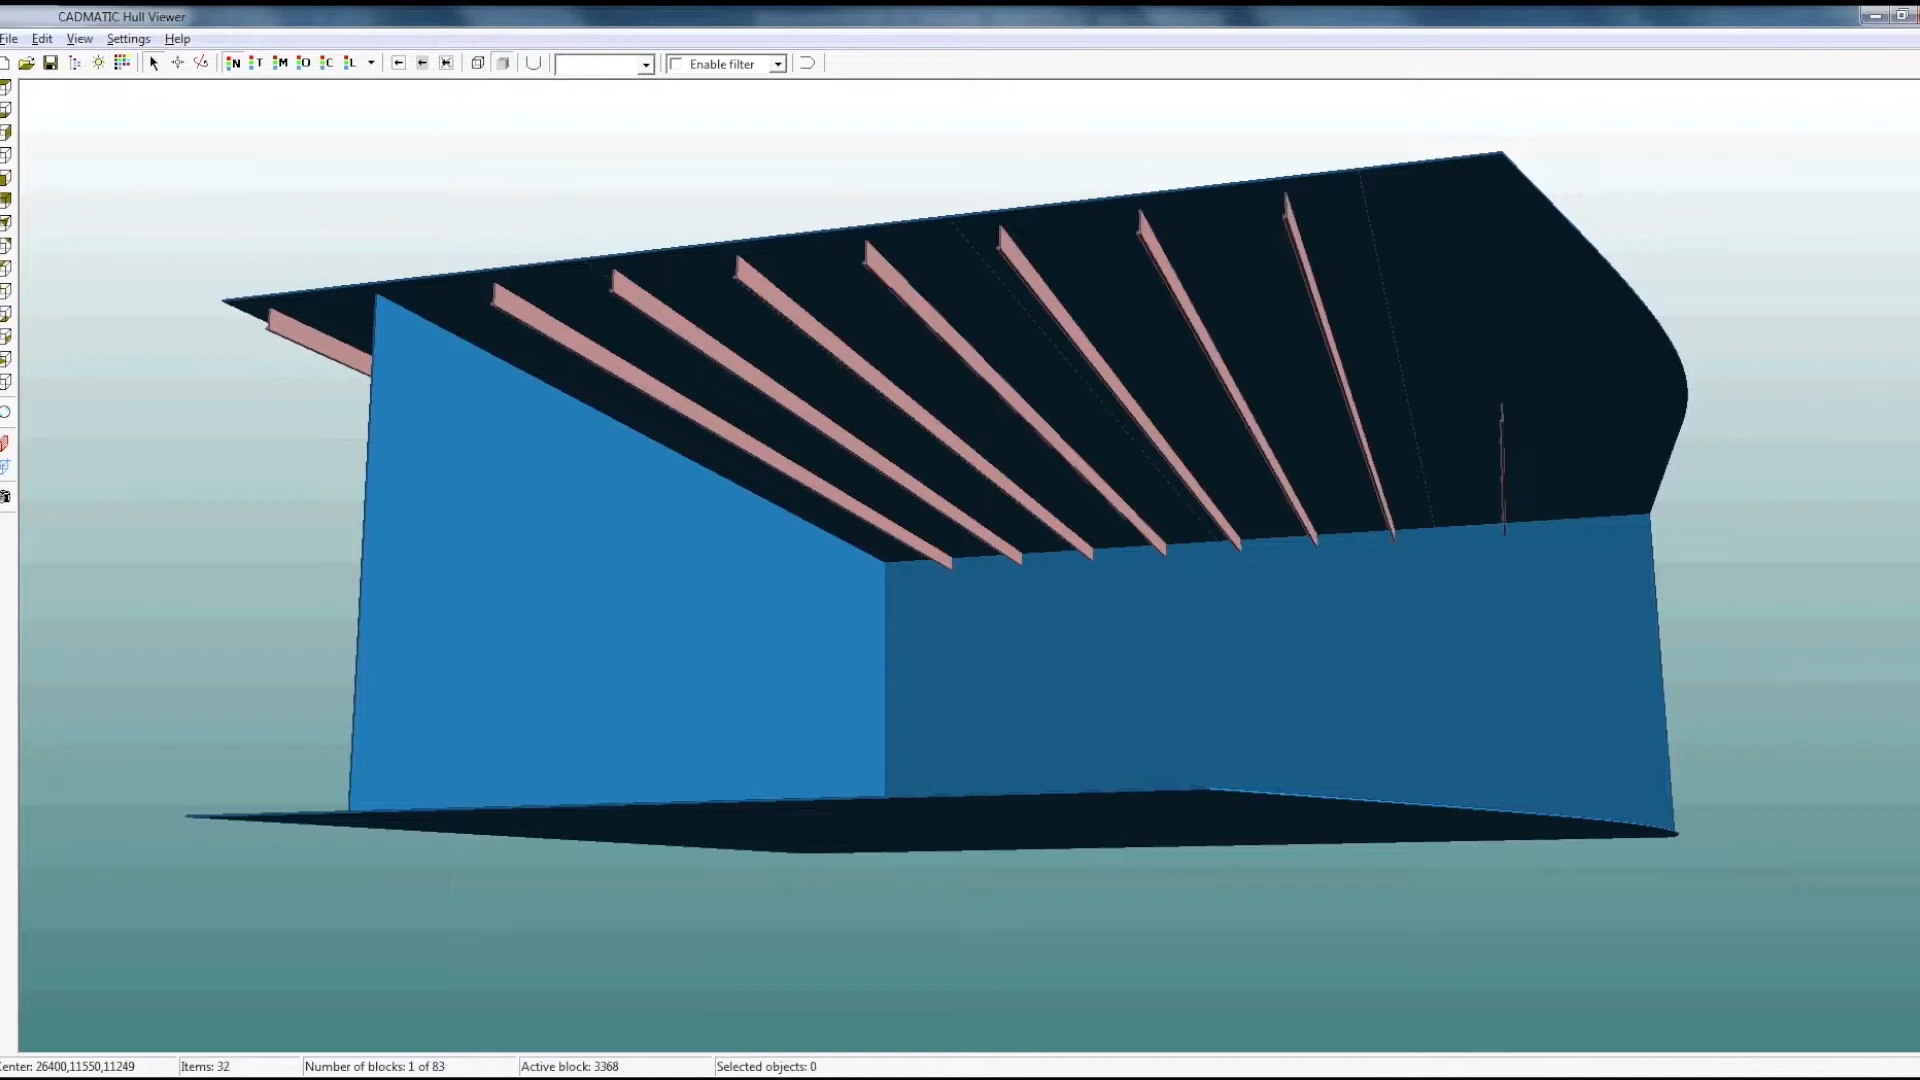 CADMATIC Hull Viewer
File Edit View Settings Help
N T M O C L Enable filter
Center: 26400,11550,11249 Items: 32 Number of blocks: 1 of 83 Active block: 3368 Selected objects: 0